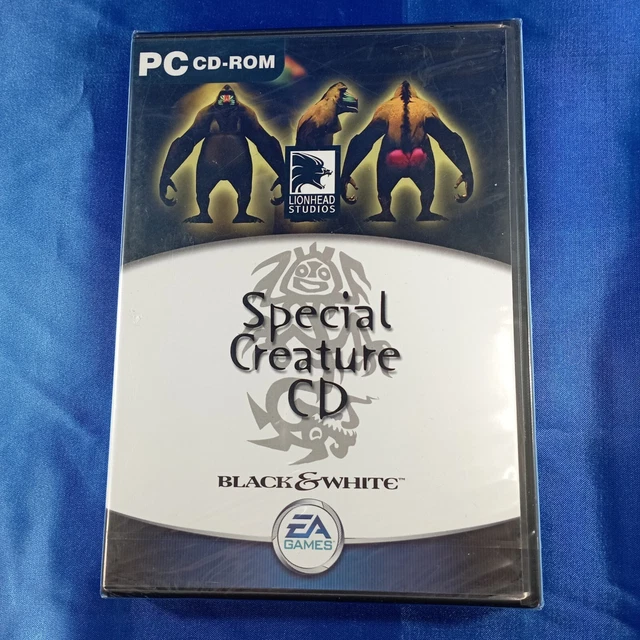 PC CD-ROM
LIONHEAD
STUDIOS
Special
Creature
CD
BLACK & WHITE™
EA
GAMES